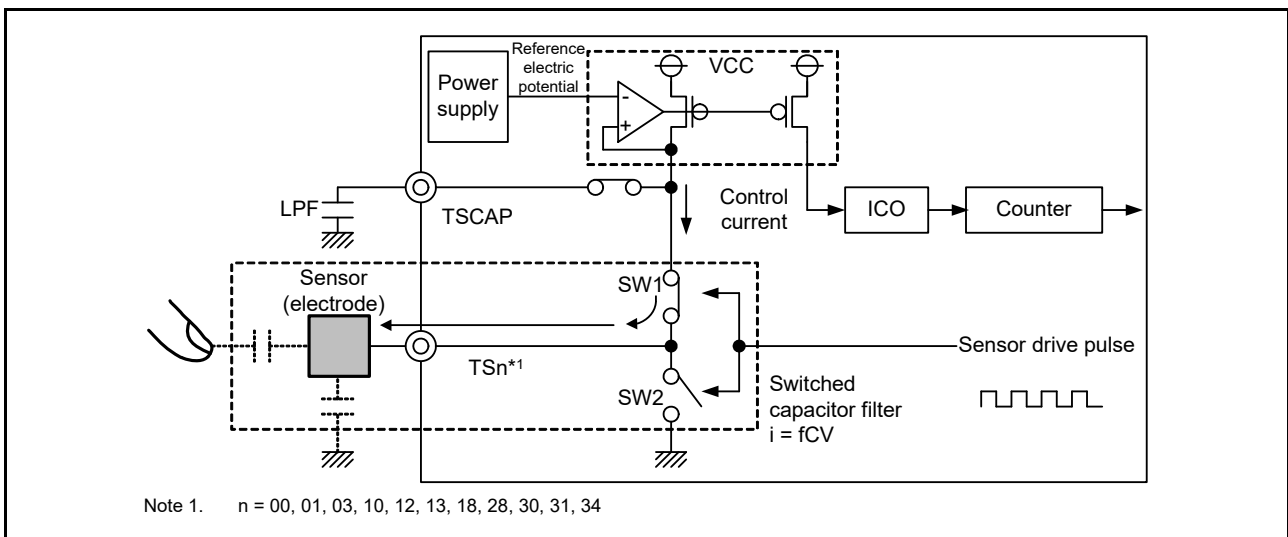 Power
supply
Reference
electric
potential
VCC
-
+
LPF
TSCAP
Control
current
ICO
Counter
Sensor
(electrode)
SW1
TSn*1
SW2
Sensor drive pulse
Switched
capacitor filter
i = fCV
Note 1. n = 00, 01, 03, 10, 12, 13, 18, 28, 30, 31, 34